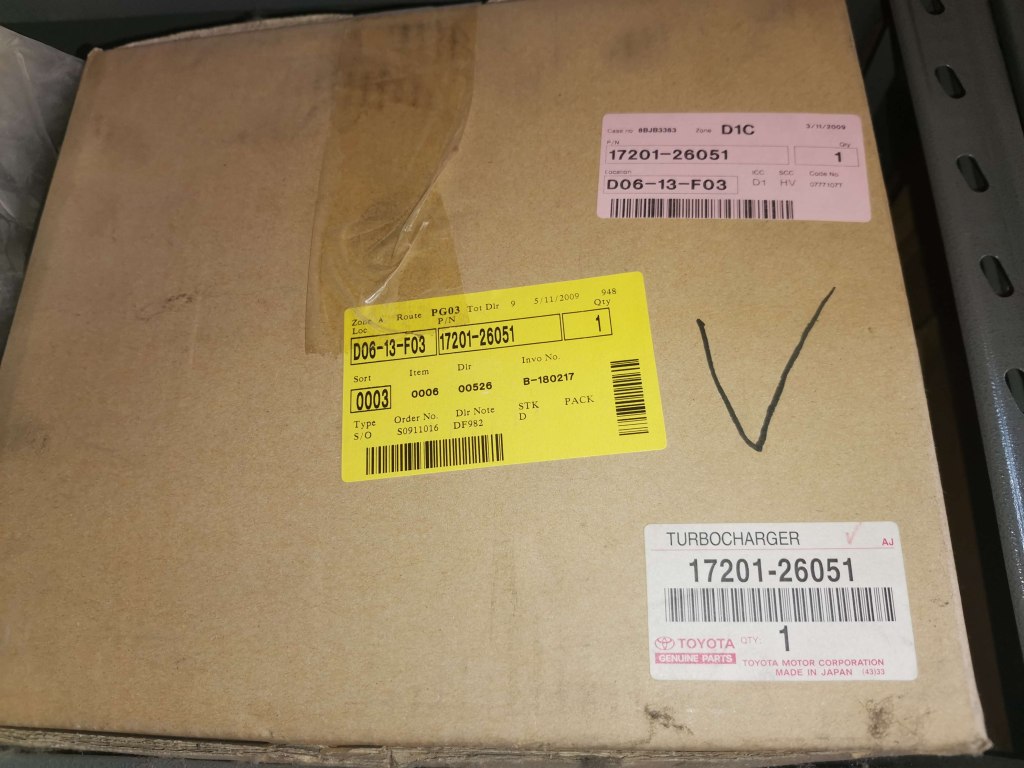 Case no 8BJB3383 Zone D1C 3/11/2009
P/N Qty
17201-26051 1
Location ICC SCC Code No
D06-13-F03 D1 HV 07771077
Zone A Route PG03 Tot Dlr 9 5/11/2009 948
Loc P/N Qty
D06-13-F03 17201-26051 1
Sort Item Dlr Invo No.
0003 0006 00526 B-180217
Type Order No. Dlr Note STK PACK
S/O S0911016 DF982 D
V
TURBOCHARGER AJ
17201-26051
TOYOTA QTY: 1
GENUINE PARTS TOYOTA MOTOR CORPORATION
MADE IN JAPAN (43)33